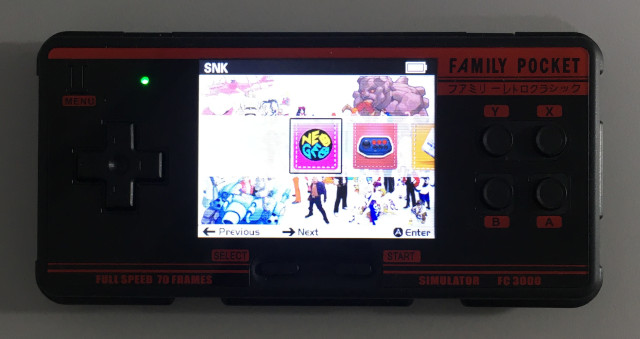 SNK
FAMILY POCKET
ファミリーレトロクラシック
MENU
Y X
NEO
GEO
B A
Previous Next A Enter
SELECT START
FULL SPEED 70 FRAMES
SIMULATOR FC 3000